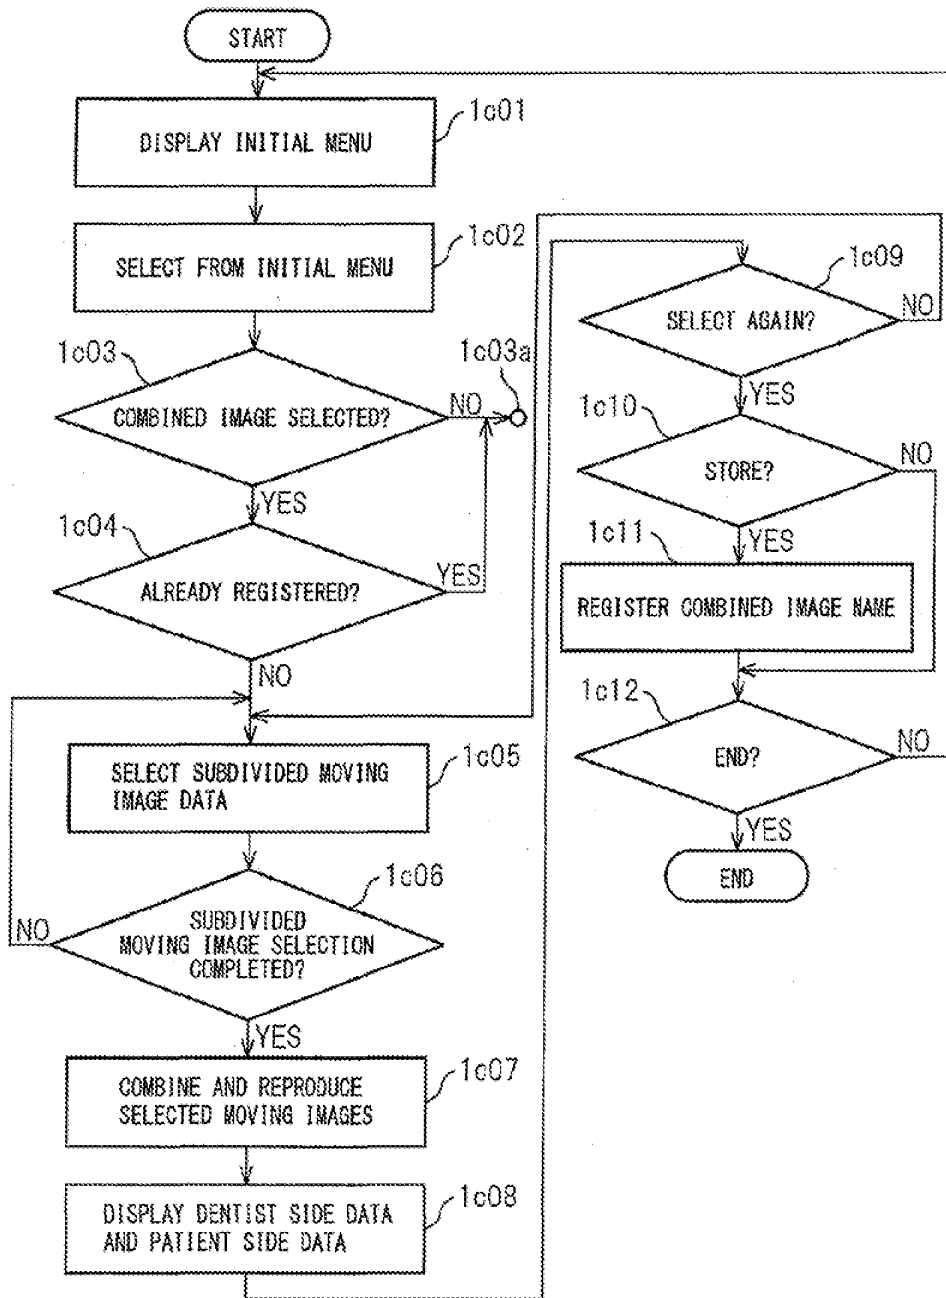 START
1c01
DISPLAY INITIAL MENU
1c02
SELECT FROM INITIAL MENU
1c03
COMBINED IMAGE SELECTED?
NO
1c03a
YES
1c04
ALREADY REGISTERED?
YES
NO
1c05
SELECT SUBDIVIDED MOVING
IMAGE DATA
1c06
SUBDIVIDED
MOVING IMAGE SELECTION
COMPLETED?
NO
YES
1c07
COMBINE AND REPRODUCE
SELECTED MOVING IMAGES
1c08
DISPLAY DENTIST SIDE DATA
AND PATIENT SIDE DATA
1c09
SELECT AGAIN?
NO
YES
1c10
STORE?
NO
YES
1c11
REGISTER COMBINED IMAGE NAME
1c12
END?
NO
YES
END